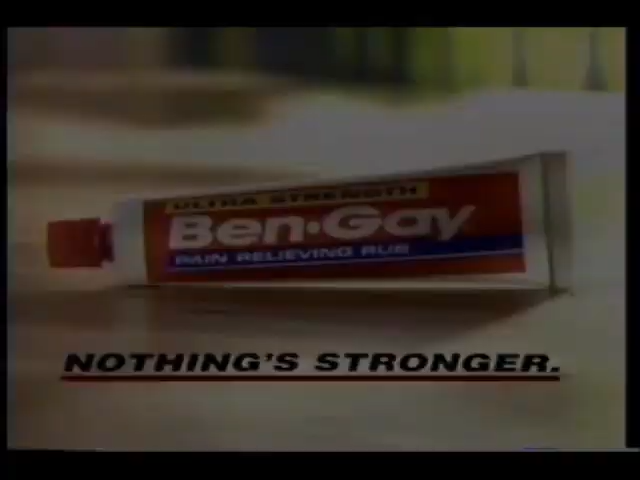 ULTRA STRENGTH
Ben·Gay
PAIN RELIEVING RUB
NOTHING'S STRONGER.